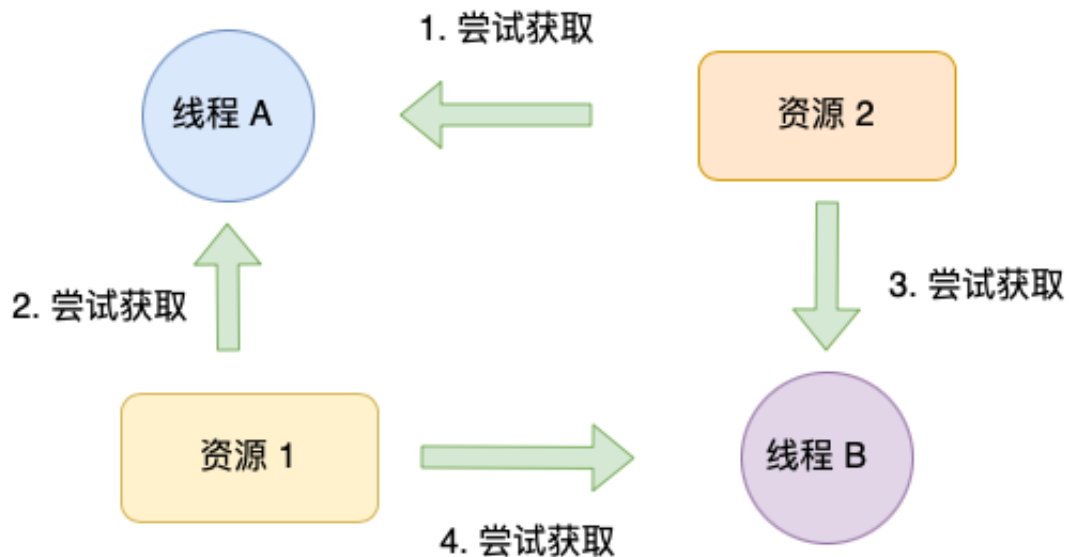 1. 尝试获取
线程 A
资源 2
2. 尝试获取
3. 尝试获取
资源 1
线程 B
4. 尝试获取